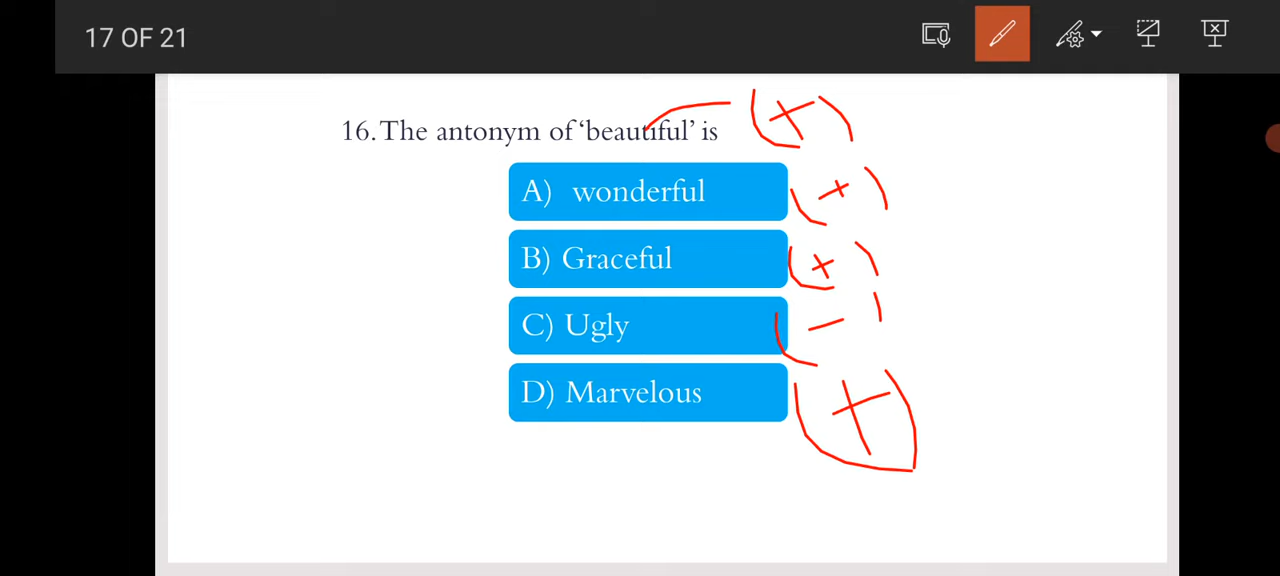 17 OF 21
16. The antonym of ‘beautiful’ is (+)
A) wonderful (+)
B) Graceful (+)
C) Ugly (-)
D) Marvelous (+)